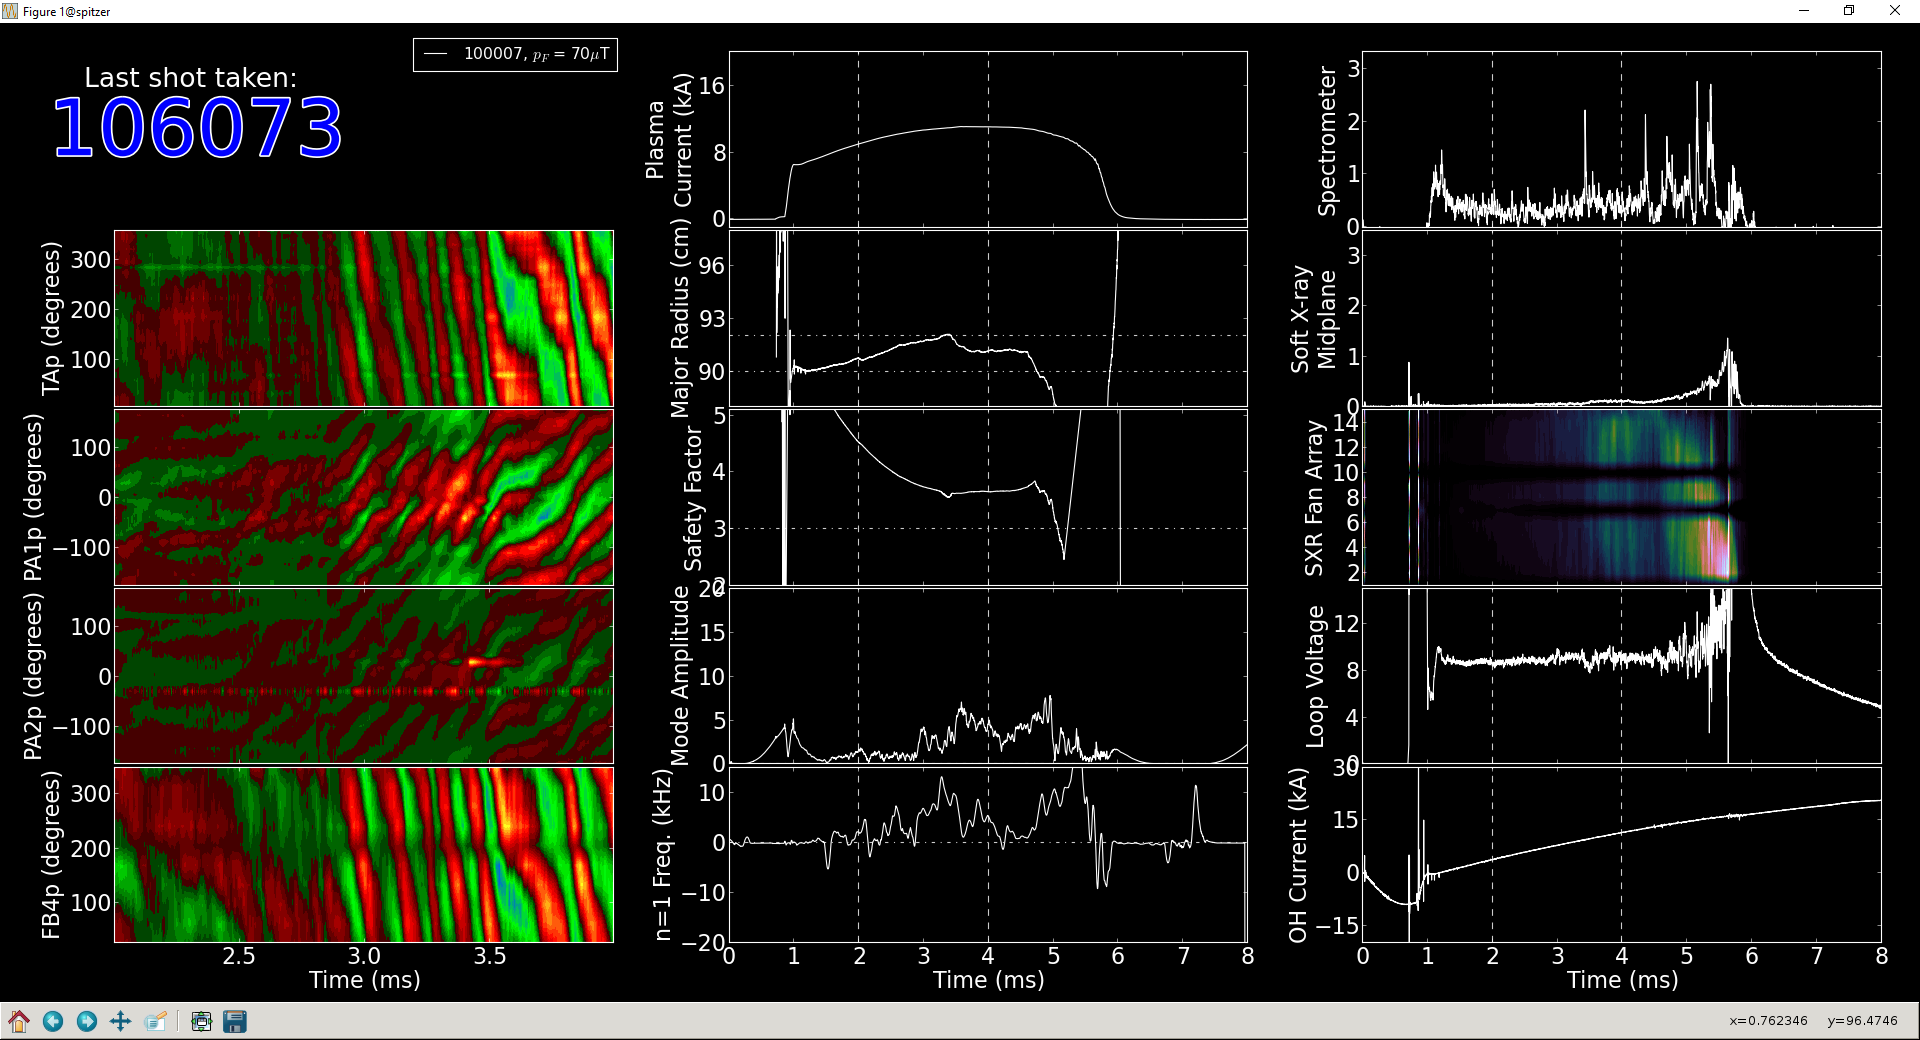 Figure 1@spitzer
100007, pF = 70μT
Last shot taken:
106073
TAp (degrees)
300
200
100
PA1p (degrees)
100
0
−100
PA2p (degrees)
100
0
−100
FB4p (degrees)
300
200
100
2.5
3.0
3.5
Time (ms)
Plasma
Current (kA)
16
8
0
Major Radius (cm)
96
93
90
Safety Factor
5
4
3
2
Mode Amplitude
20
15
10
5
0
n=1 Freq. (kHz)
10
0
−10
−20
0 1 2 3 4 5 6 7 8
Time (ms)
Spectrometer
3
2
1
0
Soft X-ray
Midplane
3
2
1
0
SXR Fan Array
14
12
10
8
6
4
2
Loop Voltage
12
8
4
0
OH Current (kA)
30
15
0
−15
0 1 2 3 4 5 6 7 8
Time (ms)
x=0.762346 y=96.4746